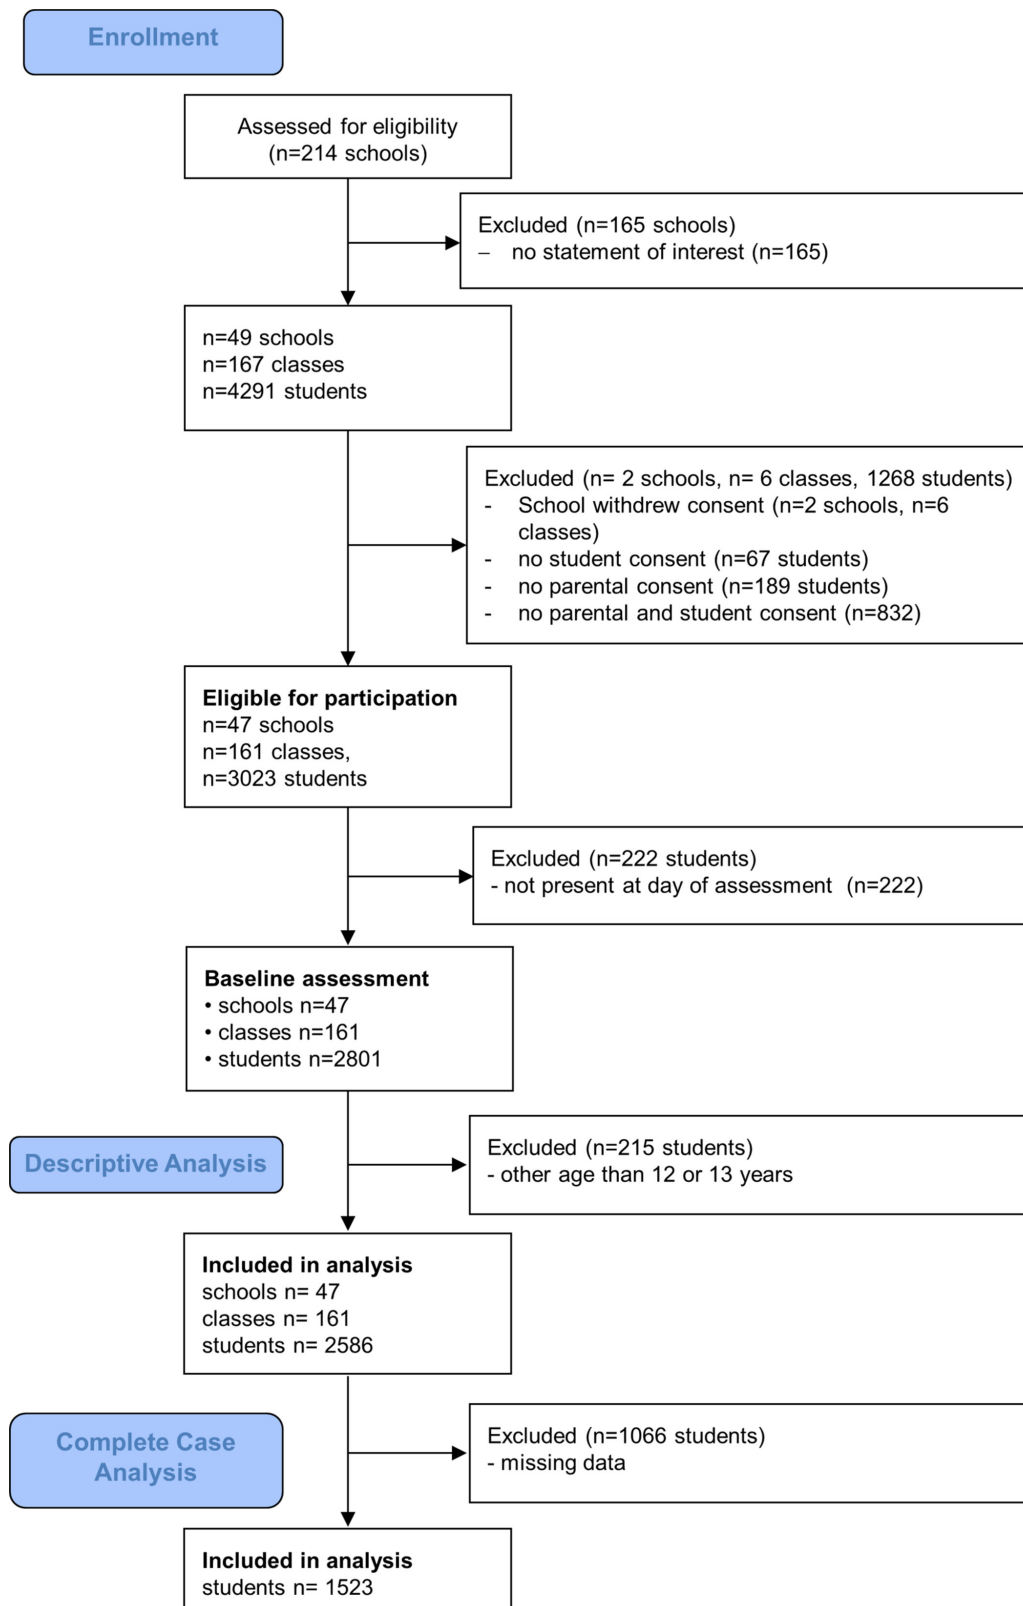 Enrollment
Assessed for eligibility
(n=214 schools)
Excluded (n=165 schools)
– no statement of interest (n=165)
n=49 schools
n=167 classes
n=4291 students
Excluded (n= 2 schools, n= 6 classes, 1268 students)
- School withdrew consent (n=2 schools, n=6
classes)
- no student consent (n=67 students)
- no parental consent (n=189 students)
- no parental and student consent (n=832)
Eligible for participation
n=47 schools
n=161 classes,
n=3023 students
Excluded (n=222 students)
- not present at day of assessment (n=222)
Baseline assessment
• schools n=47
• classes n=161
• students n=2801
Descriptive Analysis
Excluded (n=215 students)
- other age than 12 or 13 years
Included in analysis
schools n= 47
classes n= 161
students n= 2586
Complete Case
Analysis
Excluded (n=1066 students)
- missing data
Included in analysis
students n= 1523